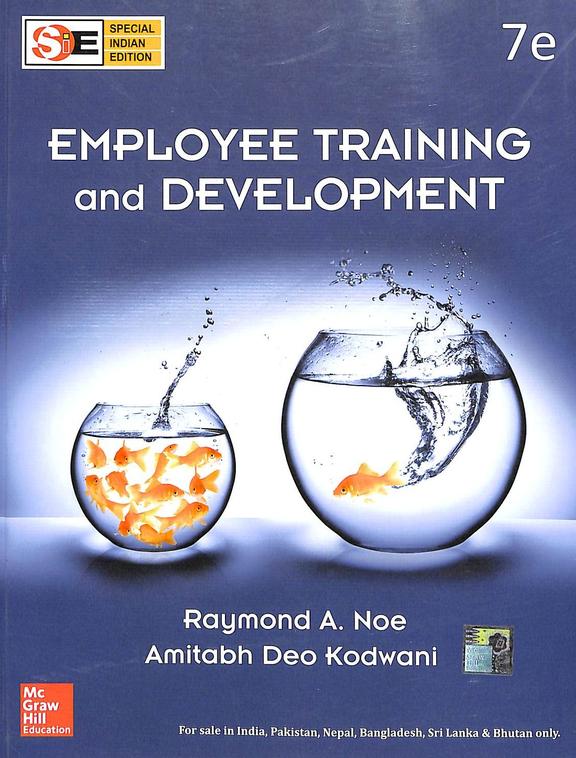 SiE
SPECIAL
INDIAN
EDITION
7e
EMPLOYEE TRAINING
and DEVELOPMENT
Raymond A. Noe
Amitabh Deo Kodwani
Mc
Graw
Hill
Education
For sale in India, Pakistan, Nepal, Bangladesh, Sri Lanka & Bhutan only.